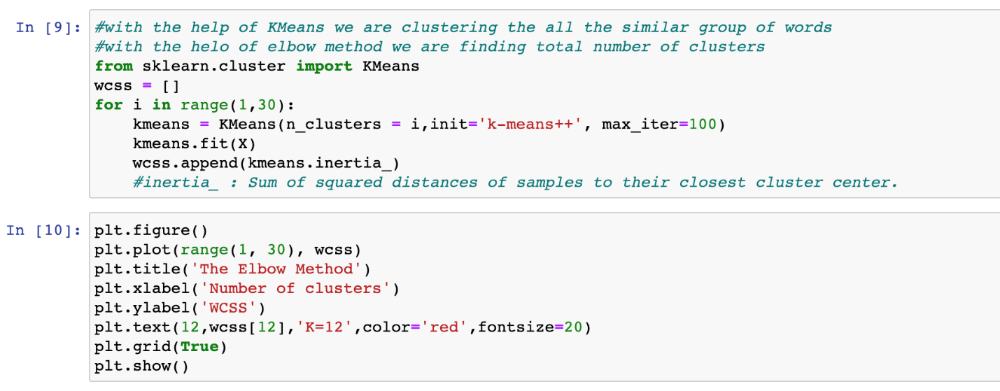 In [9]: #with the help of KMeans we are clustering the all the similar group of words
#with the helo of elbow method we are finding total number of clusters
from sklearn.cluster import KMeans
wcss = []
for i in range(1,30):
    kmeans = KMeans(n_clusters = i,init='k-means++', max_iter=100)
    kmeans.fit(X)
    wcss.append(kmeans.inertia_)
    #inertia_ : Sum of squared distances of samples to their closest cluster center.
In [10]: plt.figure()
plt.plot(range(1, 30), wcss)
plt.title('The Elbow Method')
plt.xlabel('Number of clusters')
plt.ylabel('WCSS')
plt.text(12,wcss[12],'K=12',color='red',fontsize=20)
plt.grid(True)
plt.show()